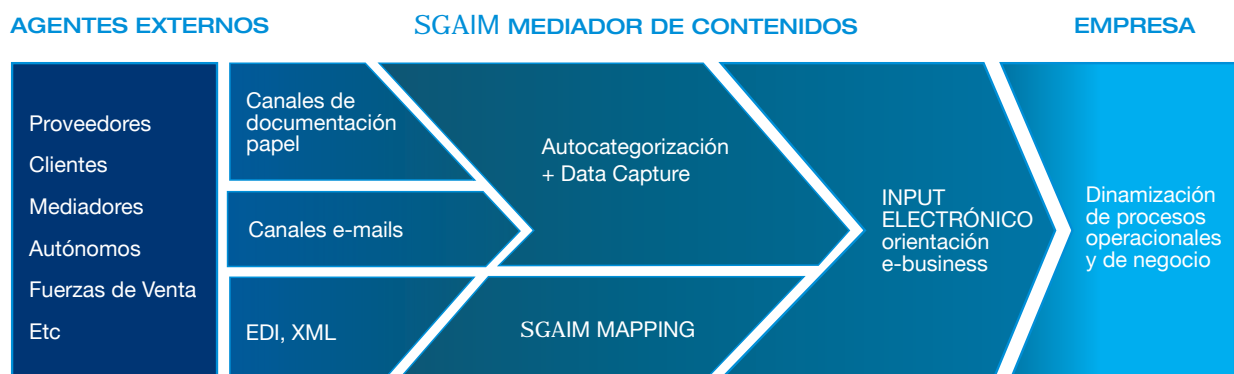 AGENTES EXTERNOS
SGAIM MEDIADOR DE CONTENIDOS
EMPRESA
Proveedores
Clientes
Mediadores
Autónomos
Fuerzas de Venta
Etc
Canales de
documentación
papel
Canales e-mails
EDI, XML
Autocategorización
+ Data Capture
SGAIM MAPPING
INPUT
ELECTRÓNICO
orientación
e-business
Dinamización
de procesos
operacionales
y de negocio